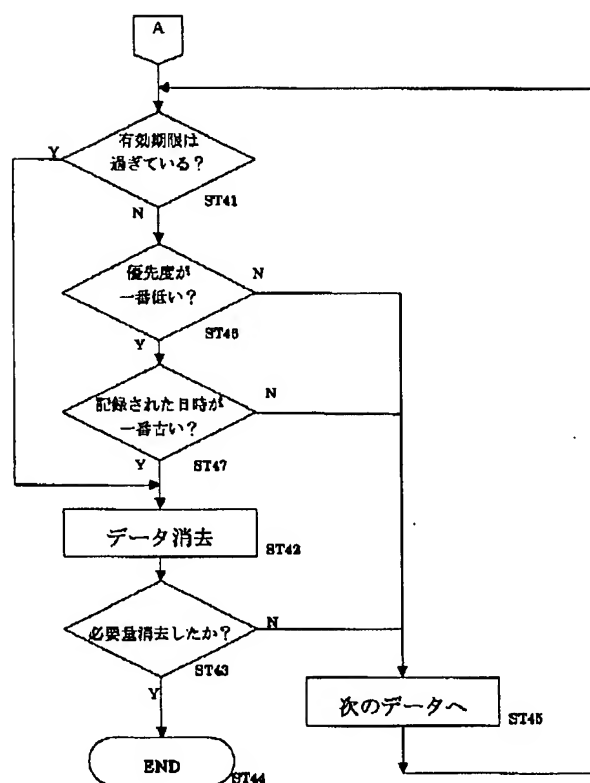 A
有効期限は
過ぎている？
Y
ST41
N
優先度が
一番低い？
N
ST46
Y
記録された日時が
一番古い？
N
Y
ST47
データ消去
ST42
必要量消去したか？
N
ST43
Y
次のデータへ
ST45
END
ST44